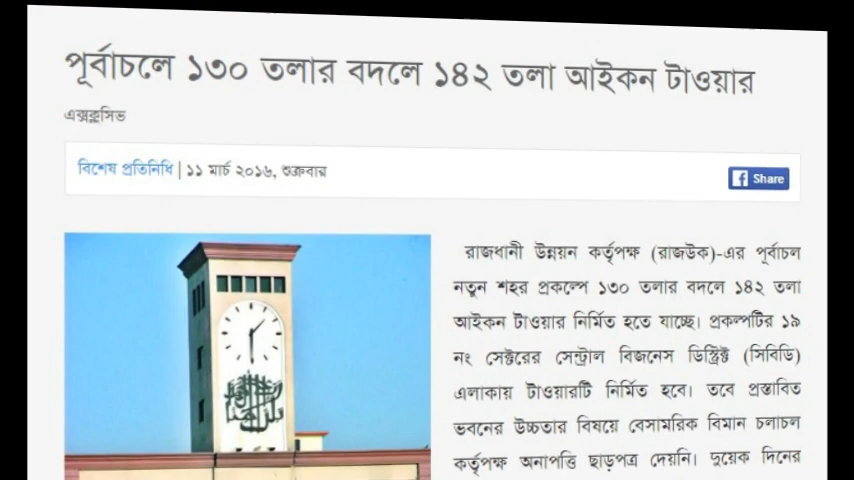 পূর্বাচলে ১৩০ তলার বদলে ১৪২ তলা আইকন টাওয়ার
এক্সক্লুসিভ
বিশেষ প্রতিনিধি | ১১ মার্চ ২০১৬, শুক্রবার
Share
রাজধানী উন্নয়ন কর্তৃপক্ষ (রাজউক)-এর পূর্বাচল
নতুন শহর প্রকল্পে ১৩০ তলার বদলে ১৪২ তলা
আইকন টাওয়ার নির্মিত হতে যাচ্ছে। প্রকল্পটির ১৯
নং সেক্টরের সেন্ট্রাল বিজনেস ডিস্ট্রিক্ট (সিবিডি)
এলাকায় টাওয়ারটি নির্মিত হবে। তবে প্রস্তাবিত
ভবনের উচ্চতার বিষয়ে বেসামরিক বিমান চলাচল
কর্তৃপক্ষ অনাপত্তি ছাড়পত্র দেয়নি। দুয়েক দিনের